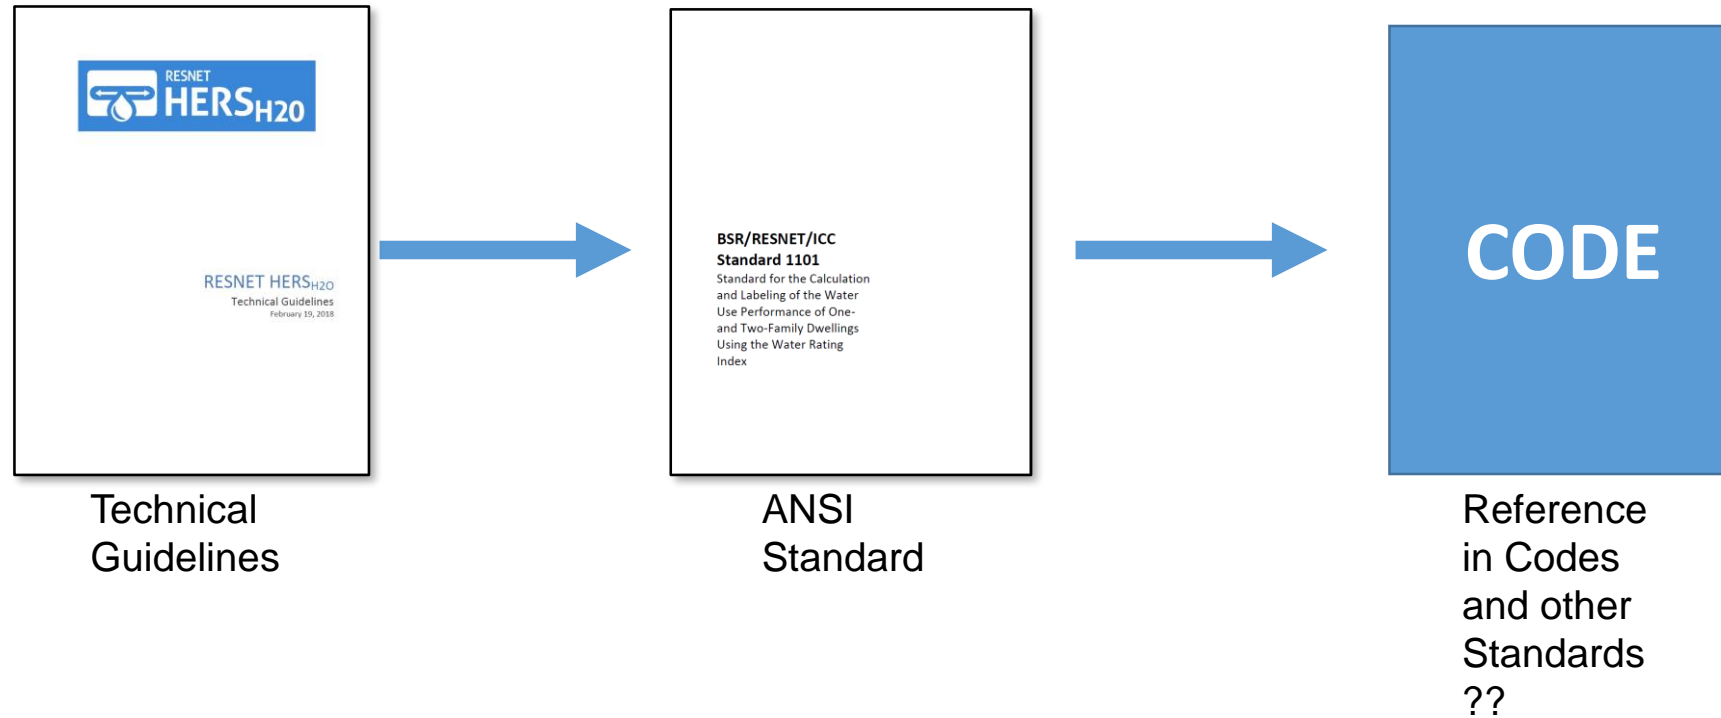 RESNET
HERSH2O
RESNET HERSH2O
Technical Guidelines
February 19, 2018
Technical
Guidelines
BSR/RESNET/ICC
Standard 1101
Standard for the Calculation
and Labeling of the Water
Use Performance of One-
and Two-Family Dwellings
Using the Water Rating
Index
ANSI
Standard
CODE
Reference
in Codes
and other
Standards
??